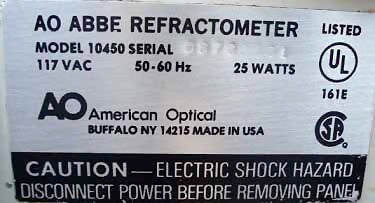 AO ABBE REFRACTOMETER
LISTED
MODEL 10450 SERIAL
117 VAC 50-60 Hz 25 WATTS
UL
161E
AO American Optical
BUFFALO NY 14215 MADE IN USA
SA
CAUTION — ELECTRIC SHOCK HAZARD
DISCONNECT POWER BEFORE REMOVING PANEL